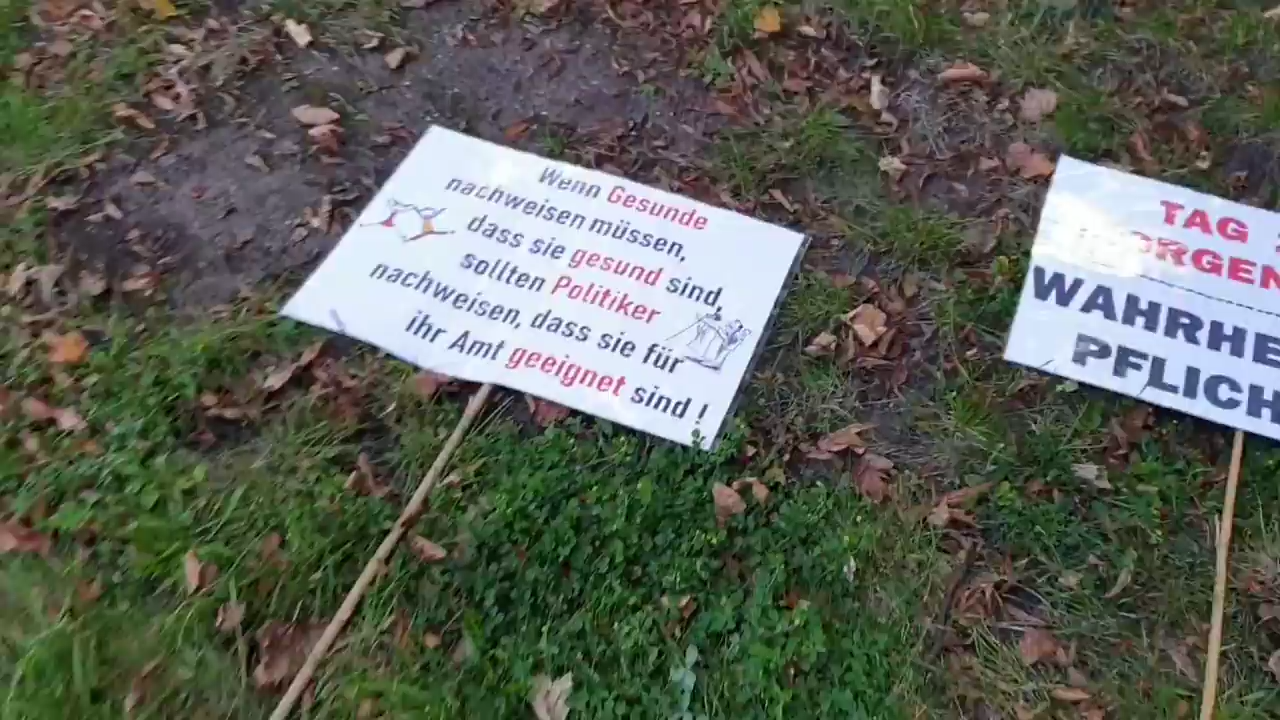 Wenn Gesunde
nachweisen müssen,
dass sie gesund sind,
sollten Politiker
nachweisen, dass sie für
ihr Amt geeignet sind !
TAG
WAHRHE
PFLICH